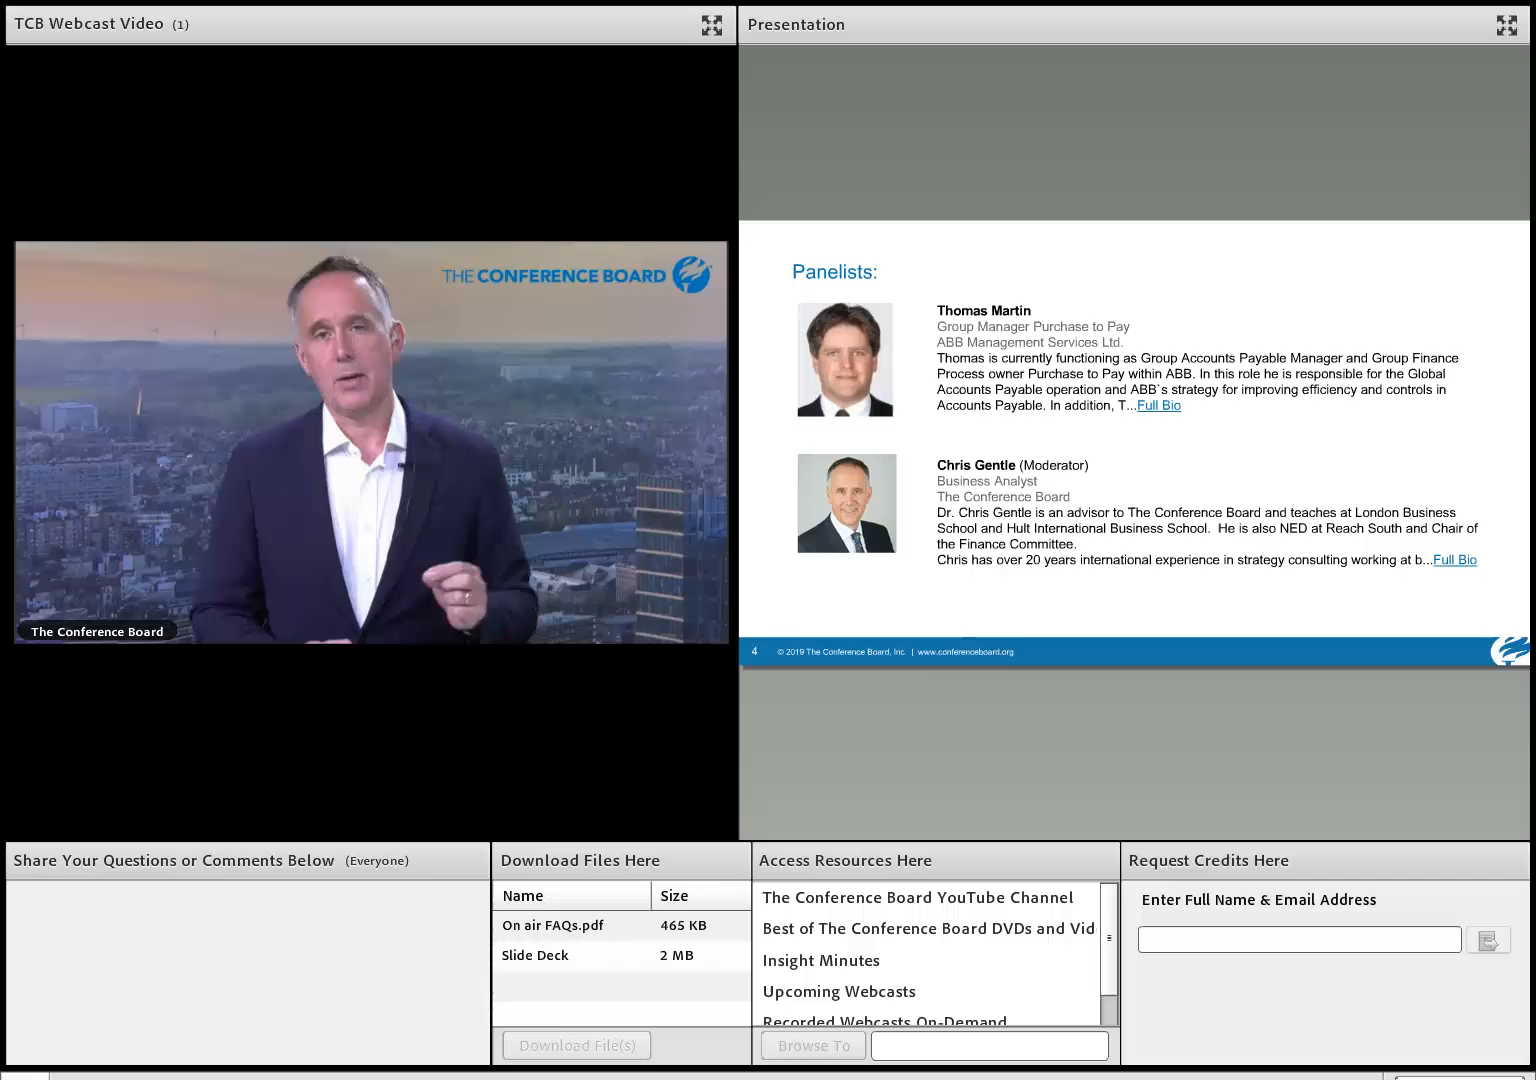 TCB Webcast Video (1)
Presentation
THE CONFERENCE BOARD
The Conference Board
Panelists:
Thomas Martin
Group Manager Purchase to Pay
ABB Management Services Ltd.
Thomas is currently functioning as Group Accounts Payable Manager and Group Finance
Process owner Purchase to Pay within ABB. In this role he is responsible for the Global
Accounts Payable operation and ABB`s strategy for improving efficiency and controls in
Accounts Payable. In addition, T...Full Bio
Chris Gentle (Moderator)
Business Analyst
The Conference Board
Dr. Chris Gentle is an advisor to The Conference Board and teaches at London Business
School and Hult International Business School. He is also NED at Reach South and Chair of
the Finance Committee.
Chris has over 20 years international experience in strategy consulting working at b...Full Bio
4 © 2019 The Conference Board, Inc. | www.conferenceboard.org
Share Your Questions or Comments Below (Everyone)
Download Files Here
Name Size
On air FAQs.pdf 465 KB
Slide Deck 2 MB
Download File(s)
Access Resources Here
The Conference Board YouTube Channel
Best of The Conference Board DVDs and Vid
Insight Minutes
Upcoming Webcasts
Recorded Webcasts On-Demand
Browse To
Request Credits Here
Enter Full Name & Email Address